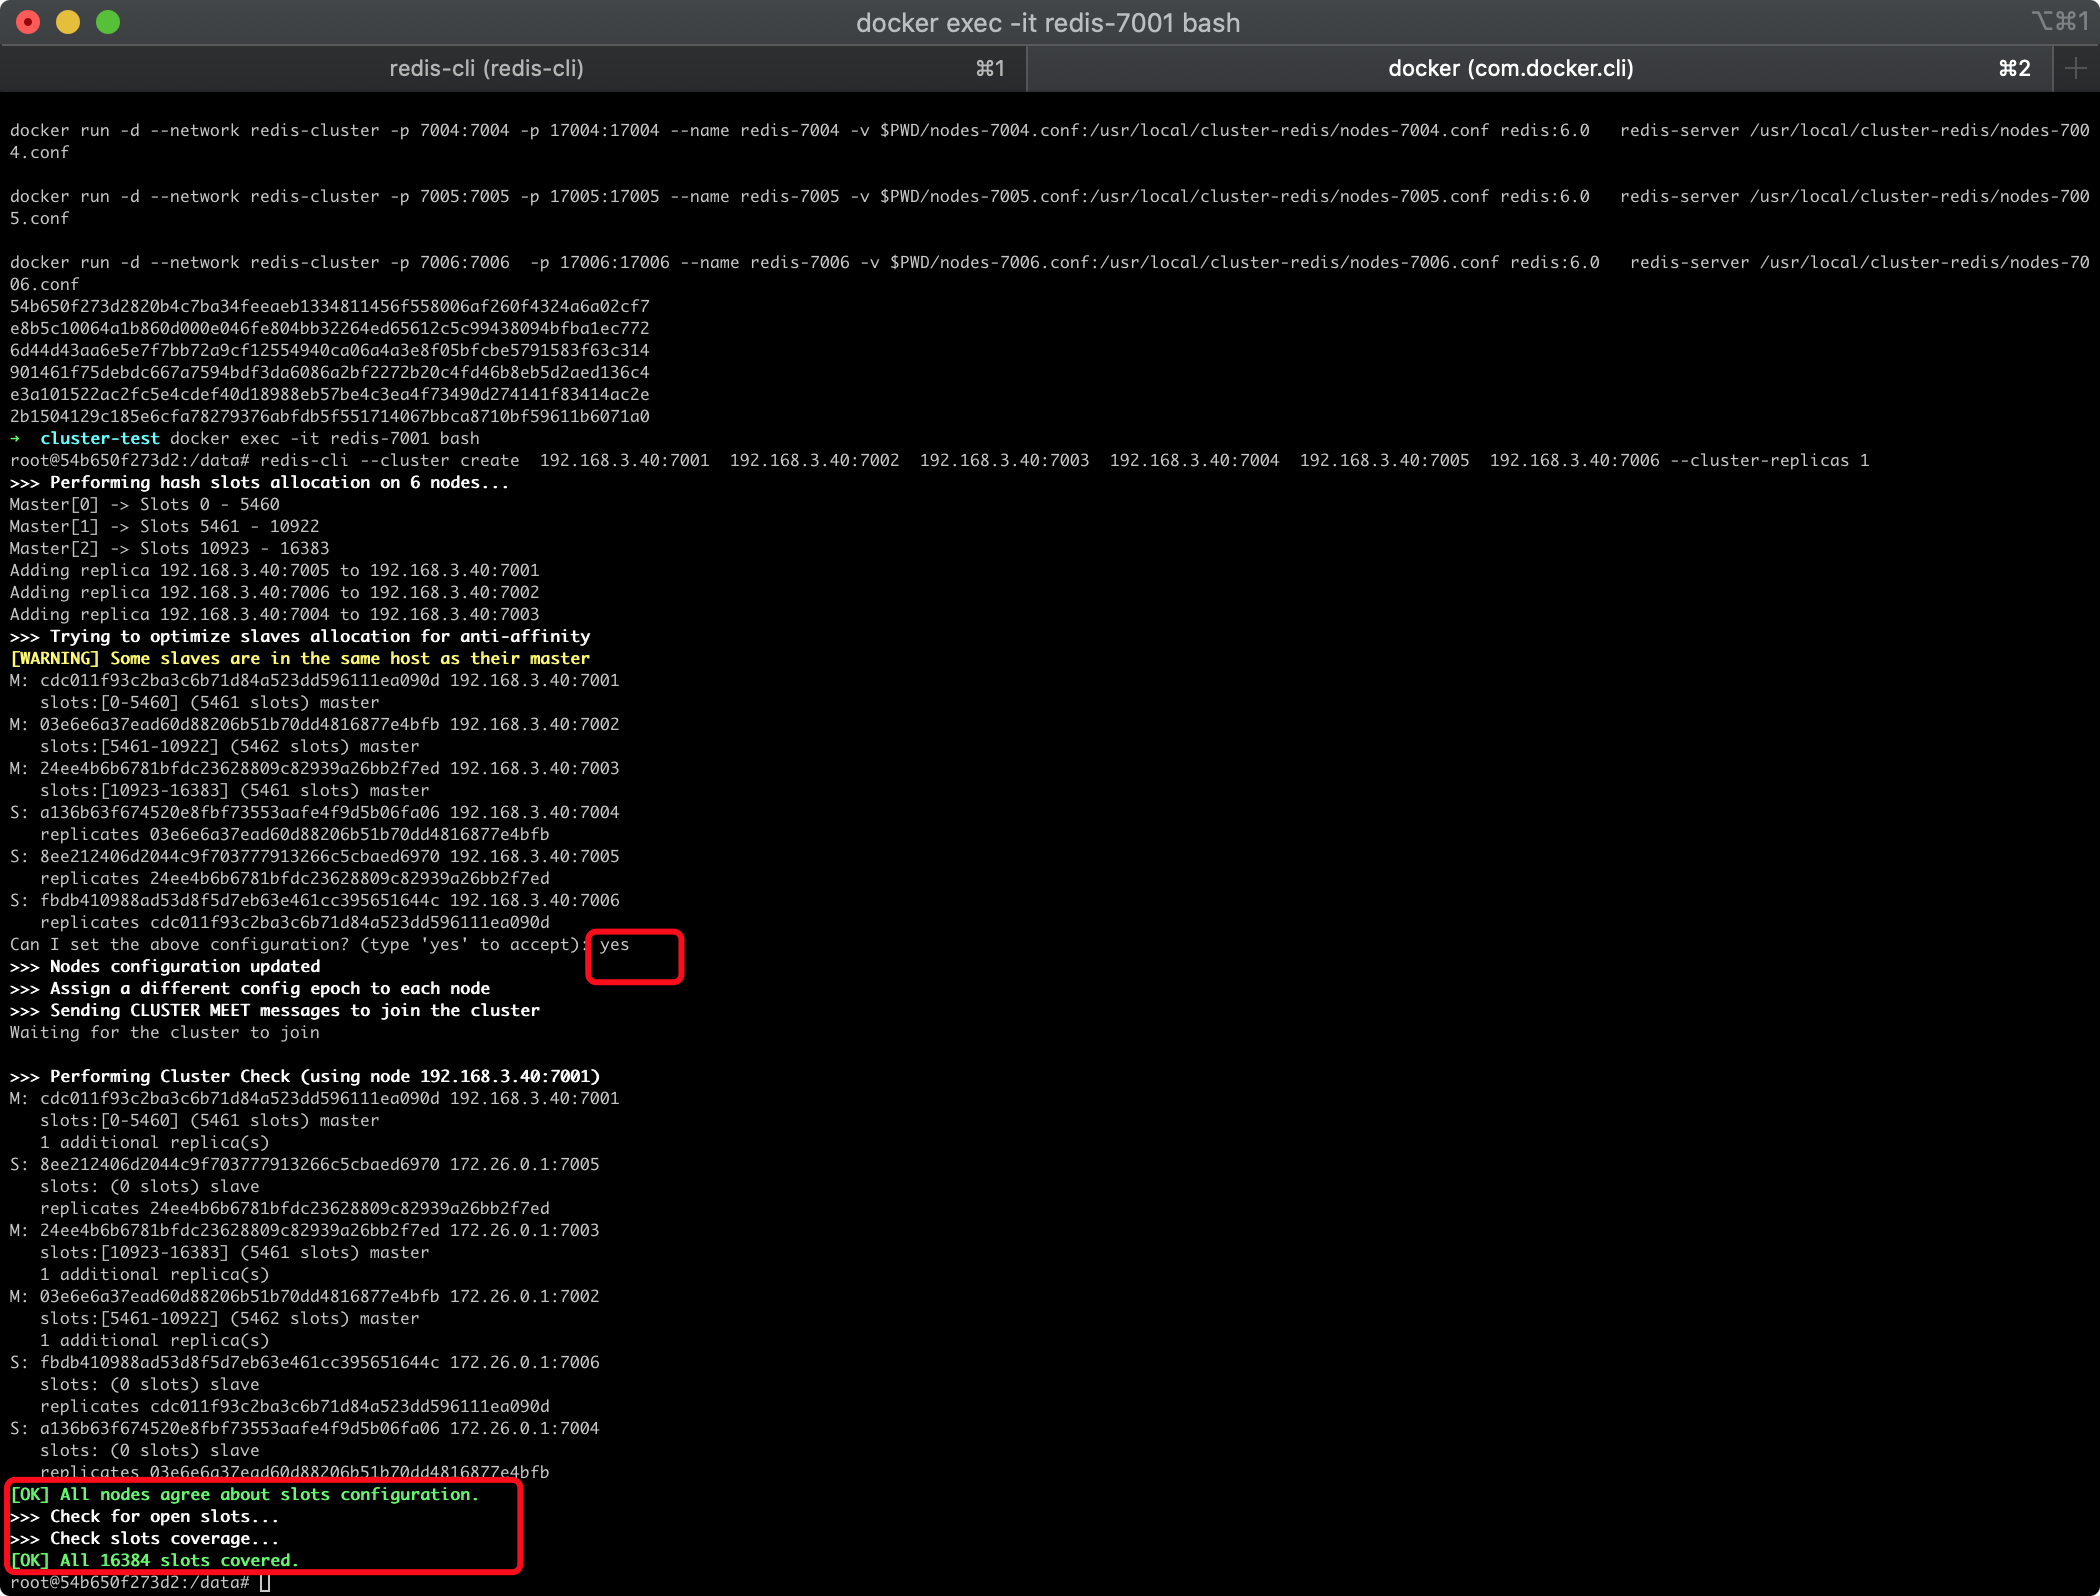 docker exec -it redis-7001 bash
⌥⌘1
redis-cli (redis-cli) ⌘1
docker (com.docker.cli) ⌘2 +
docker run -d --network redis-cluster -p 7004:7004 -p 17004:17004 --name redis-7004 -v $PWD/nodes-7004.conf:/usr/local/cluster-redis/nodes-7004.conf redis:6.0   redis-server /usr/local/cluster-redis/nodes-700
4.conf
docker run -d --network redis-cluster -p 7005:7005 -p 17005:17005 --name redis-7005 -v $PWD/nodes-7005.conf:/usr/local/cluster-redis/nodes-7005.conf redis:6.0   redis-server /usr/local/cluster-redis/nodes-700
5.conf
docker run -d --network redis-cluster -p 7006:7006  -p 17006:17006 --name redis-7006 -v $PWD/nodes-7006.conf:/usr/local/cluster-redis/nodes-7006.conf redis:6.0   redis-server /usr/local/cluster-redis/nodes-70
06.conf
54b650f273d2820b4c7ba34feeaeb1334811456f558006af260f4324a6a02cf7
e8b5c10064a1b860d000e046fe804bb32264ed65612c5c99438094bfba1ec772
6d44d43aa6e5e7f7bb72a9cf12554940ca06a4a3e8f05bfcbe5791583f63c314
901461f75debdc667a7594bdf3da6086a2bf2272b20c4fd46b8eb5d2aed136c4
e3a101522ac2fc5e4cdef40d18988eb57be4c3ea4f73490d274141f83414ac2e
2b1504129c185e6cfa78279376abfdb5f551714067bbca8710bf59611b6071a0
→  cluster-test docker exec -it redis-7001 bash
root@54b650f273d2:/data# redis-cli --cluster create  192.168.3.40:7001  192.168.3.40:7002  192.168.3.40:7003  192.168.3.40:7004  192.168.3.40:7005  192.168.3.40:7006 --cluster-replicas 1
>>> Performing hash slots allocation on 6 nodes...
Master[0] -> Slots 0 - 5460
Master[1] -> Slots 5461 - 10922
Master[2] -> Slots 10923 - 16383
Adding replica 192.168.3.40:7005 to 192.168.3.40:7001
Adding replica 192.168.3.40:7006 to 192.168.3.40:7002
Adding replica 192.168.3.40:7004 to 192.168.3.40:7003
>>> Trying to optimize slaves allocation for anti-affinity
[WARNING] Some slaves are in the same host as their master
M: cdc011f93c2ba3c6b71d84a523dd596111ea090d 192.168.3.40:7001
   slots:[0-5460] (5461 slots) master
M: 03e6e6a37ead60d88206b51b70dd4816877e4bfb 192.168.3.40:7002
   slots:[5461-10922] (5462 slots) master
M: 24ee4b6b6781bfdc23628809c82939a26bb2f7ed 192.168.3.40:7003
   slots:[10923-16383] (5461 slots) master
S: a136b63f674520e8fbf73553aafe4f9d5b06fa06 192.168.3.40:7004
   replicates 03e6e6a37ead60d88206b51b70dd4816877e4bfb
S: 8ee212406d2044c9f703777913266c5cbaed6970 192.168.3.40:7005
   replicates 24ee4b6b6781bfdc23628809c82939a26bb2f7ed
S: fbdb410988ad53d8f5d7eb63e461cc395651644c 192.168.3.40:7006
   replicates cdc011f93c2ba3c6b71d84a523dd596111ea090d
Can I set the above configuration? (type 'yes' to accept): yes
>>> Nodes configuration updated
>>> Assign a different config epoch to each node
>>> Sending CLUSTER MEET messages to join the cluster
Waiting for the cluster to join
>>> Performing Cluster Check (using node 192.168.3.40:7001)
M: cdc011f93c2ba3c6b71d84a523dd596111ea090d 192.168.3.40:7001
   slots:[0-5460] (5461 slots) master
   1 additional replica(s)
S: 8ee212406d2044c9f703777913266c5cbaed6970 172.26.0.1:7005
   slots: (0 slots) slave
   replicates 24ee4b6b6781bfdc23628809c82939a26bb2f7ed
M: 24ee4b6b6781bfdc23628809c82939a26bb2f7ed 172.26.0.1:7003
   slots:[10923-16383] (5461 slots) master
   1 additional replica(s)
M: 03e6e6a37ead60d88206b51b70dd4816877e4bfb 172.26.0.1:7002
   slots:[5461-10922] (5462 slots) master
   1 additional replica(s)
S: fbdb410988ad53d8f5d7eb63e461cc395651644c 172.26.0.1:7006
   slots: (0 slots) slave
   replicates cdc011f93c2ba3c6b71d84a523dd596111ea090d
S: a136b63f674520e8fbf73553aafe4f9d5b06fa06 172.26.0.1:7004
   slots: (0 slots) slave
   replicates 03e6e6a37ead60d88206b51b70dd4816877e4bfb
[OK] All nodes agree about slots configuration.
>>> Check for open slots...
>>> Check slots coverage...
[OK] All 16384 slots covered.
root@54b650f273d2:/data#